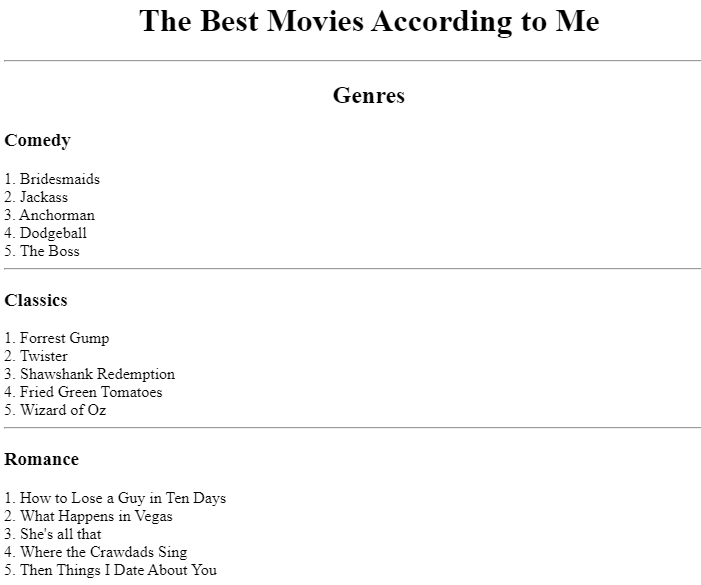 The Best Movies According to Me
Genres
Comedy
1. Bridesmaids
2. Jackass
3. Anchorman
4. Dodgeball
5. The Boss
Classics
1. Forrest Gump
2. Twister
3. Shawshank Redemption
4. Fried Green Tomatoes
5. Wizard of Oz
Romance
1. How to Lose a Guy in Ten Days
2. What Happens in Vegas
3. She's all that
4. Where the Crawdads Sing
5. Then Things I Date About You